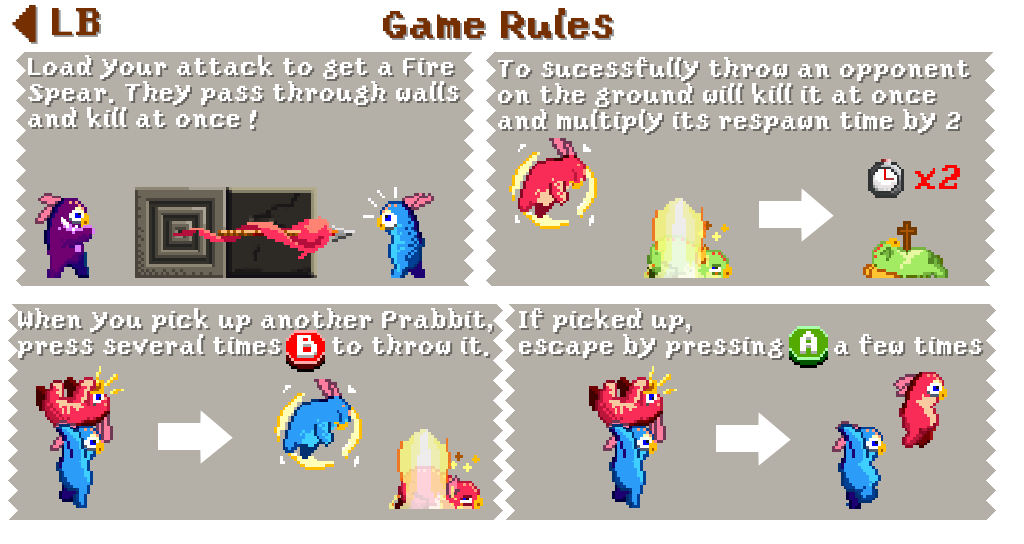 LB
Game Rules
Load your attack to get a Fire
Spear. They pass through walls
and kill at once !
To sucessfully throw an opponent
on the ground will kill it at once
and multiply its respawn time by 2
x2
When you pick up another Prabbit,
press several times B to throw it.
If picked up,
escape by pressing A a few times